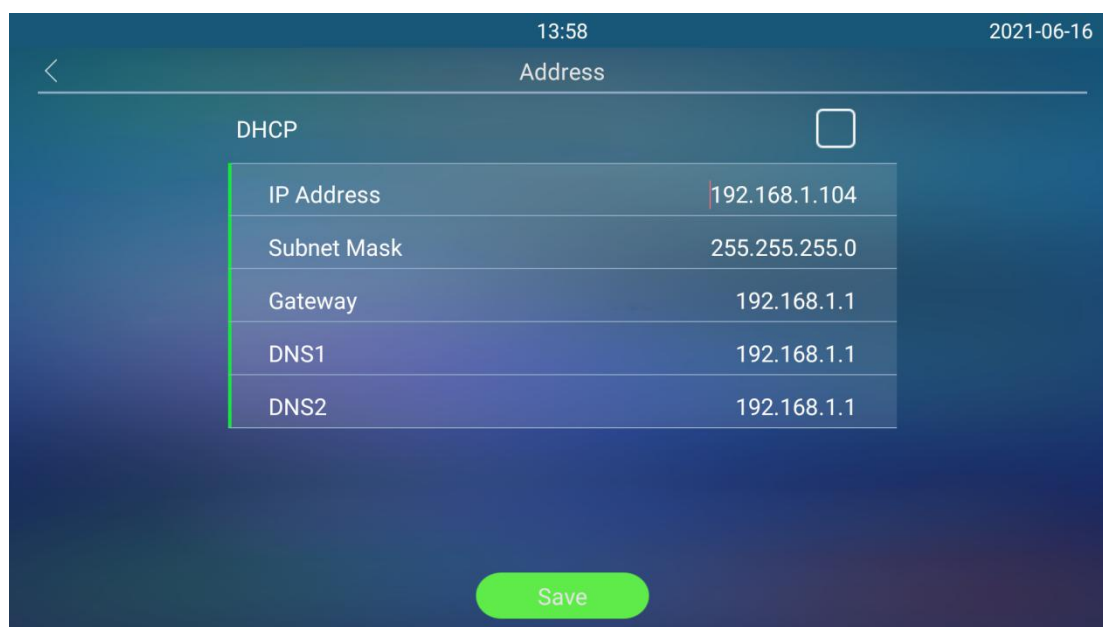 13:58 2021-06-16
Address
DHCP
IP Address 192.168.1.104
Subnet Mask 255.255.255.0
Gateway 192.168.1.1
DNS1 192.168.1.1
DNS2 192.168.1.1
Save